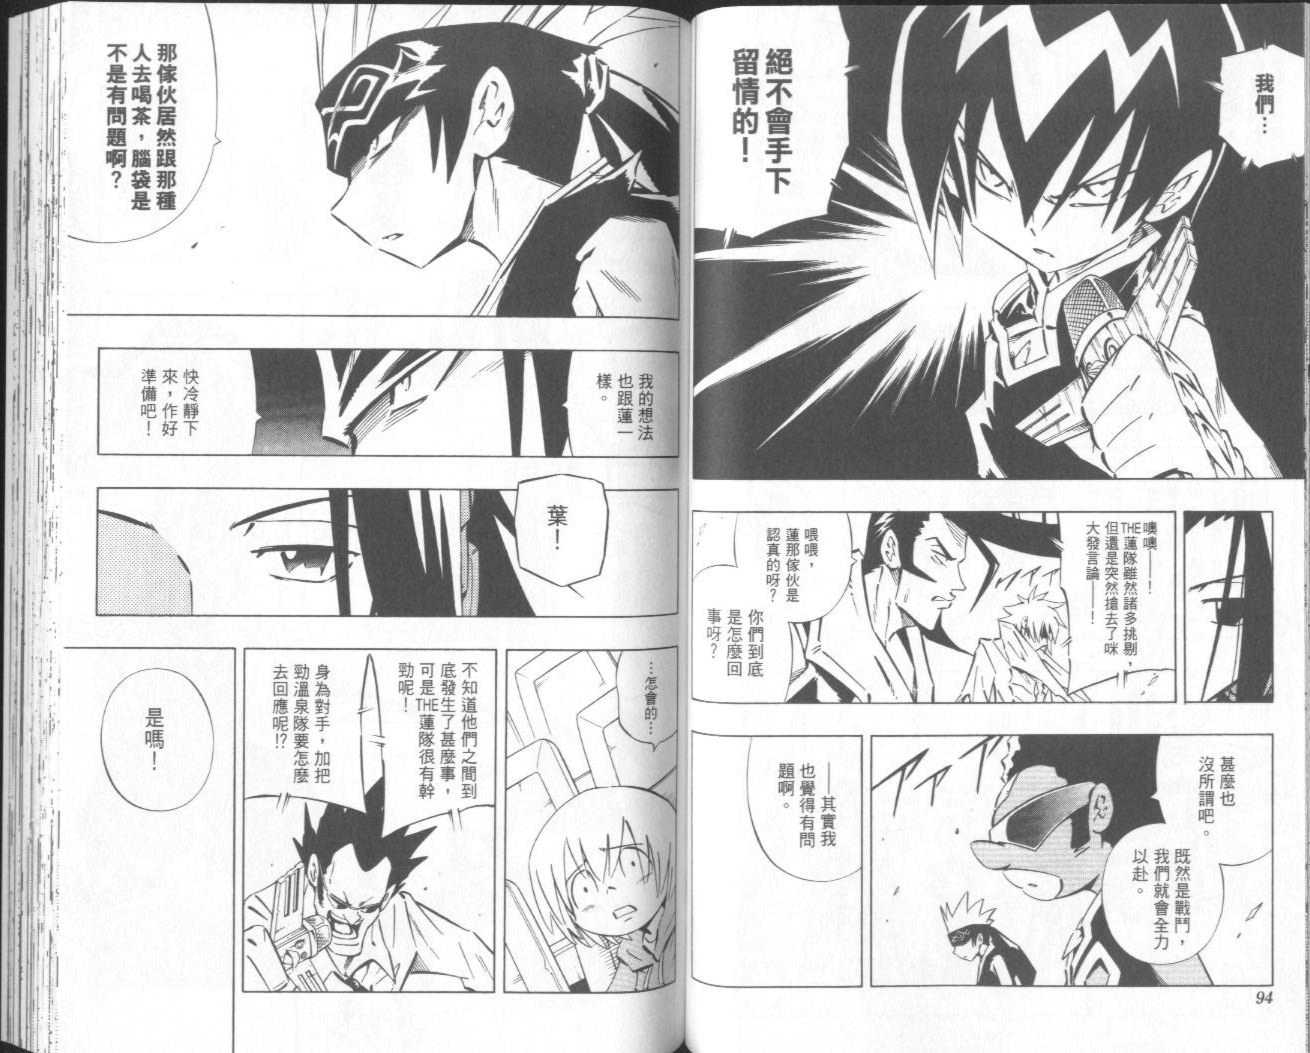 我們…
絕不會手下
留情的！
噢噢——！
THE蓮隊雖然諸多挑剔，
但還是突然搶去了咪
大發言論——！
喂喂，
蓮那傢伙是
認真的呀？
你們到底
是怎麼回
事呀？
甚麼也
沒所謂吧。
既然是戰鬥，
我們就會全力
以赴。
——其實我
也覺得有問
題啊。
94
那傢伙居然跟那種
人去喝茶，腦袋是
不是有問題啊？
我的想法
也跟蓮一
樣。
快冷靜下
來，作好
準備吧！
葉！
…怎會的…
不知道他們之間到
底發生了甚麼事，
可是THE蓮隊很有幹
勁呢！
身為對手，加把
勁溫泉隊要怎麼
去回應呢!?
是嗎！